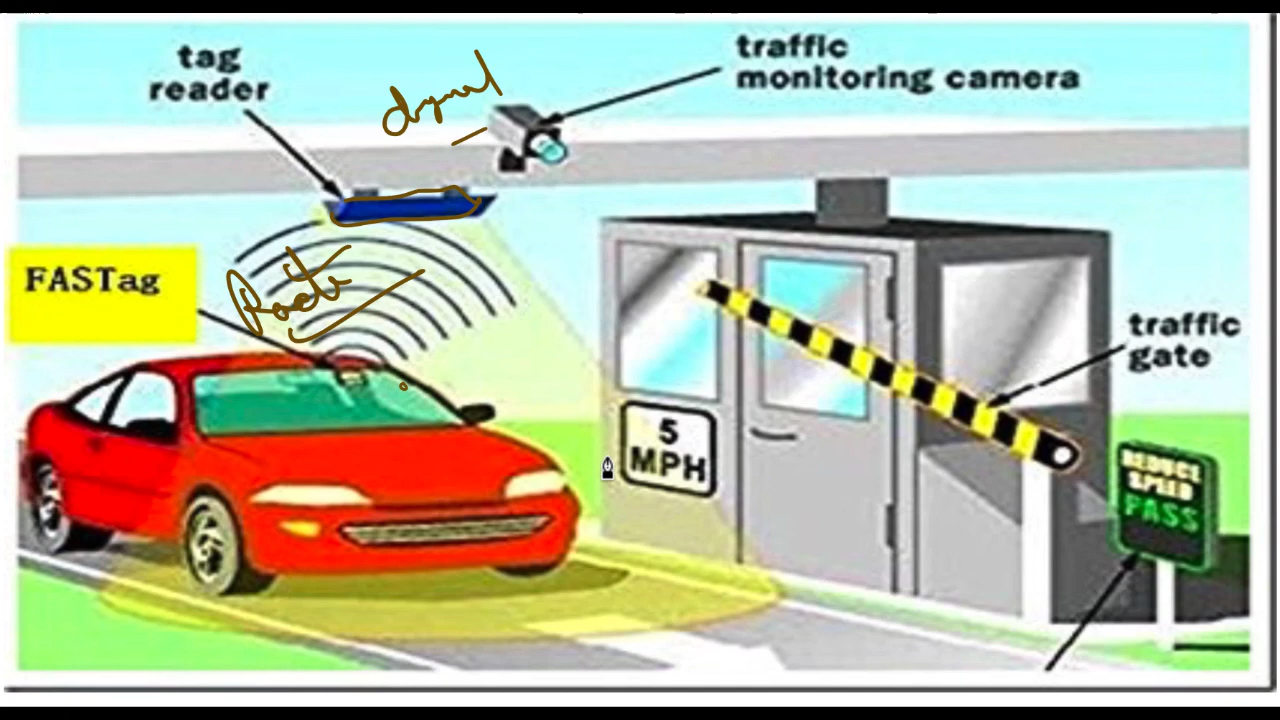 tag
reader
traffic
monitoring camera
FASTag
traffic
gate
5
MPH
REDUCE
SPEED
PASS